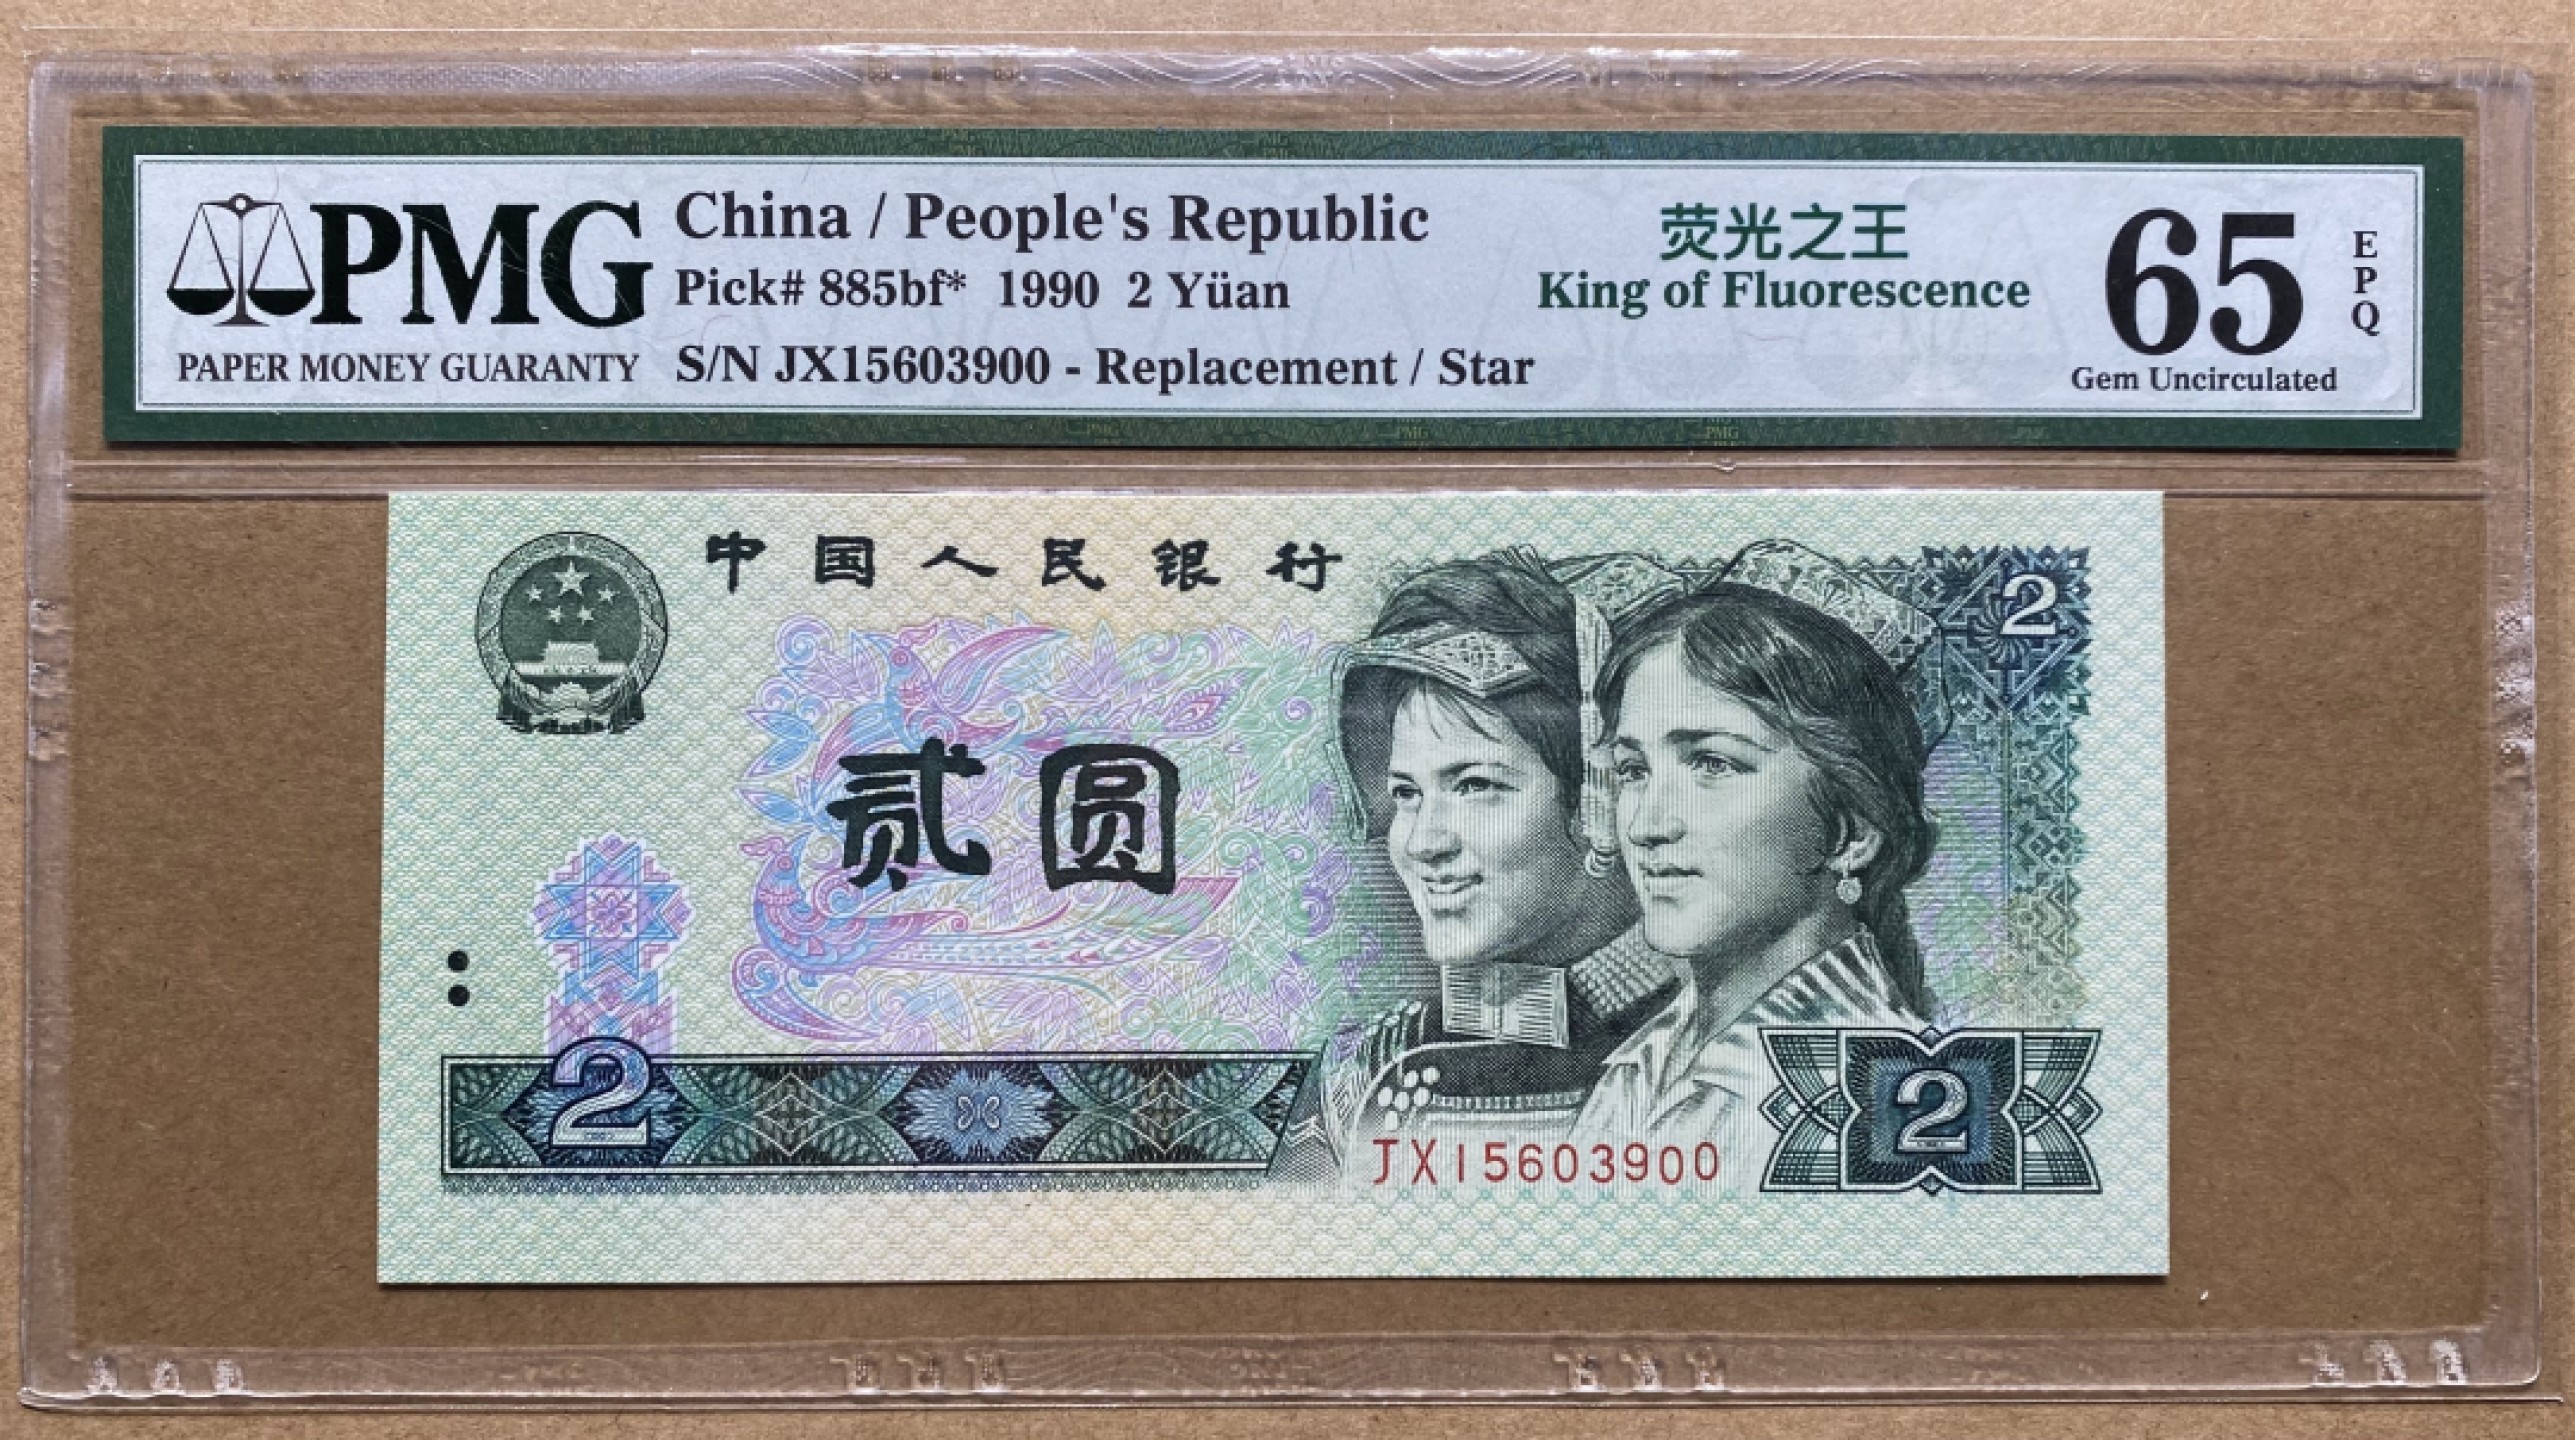 PMG
PAPER MONEY GUARANTY
China / People's Republic
Pick# 885bf* 1990 2 Yüan
S/N JX15603900 - Replacement / Star
荧光之王
King of Fluorescence
65
EPQ
Gem Uncirculated
中国人民银行
2
贰圆
2
2
JX15603900